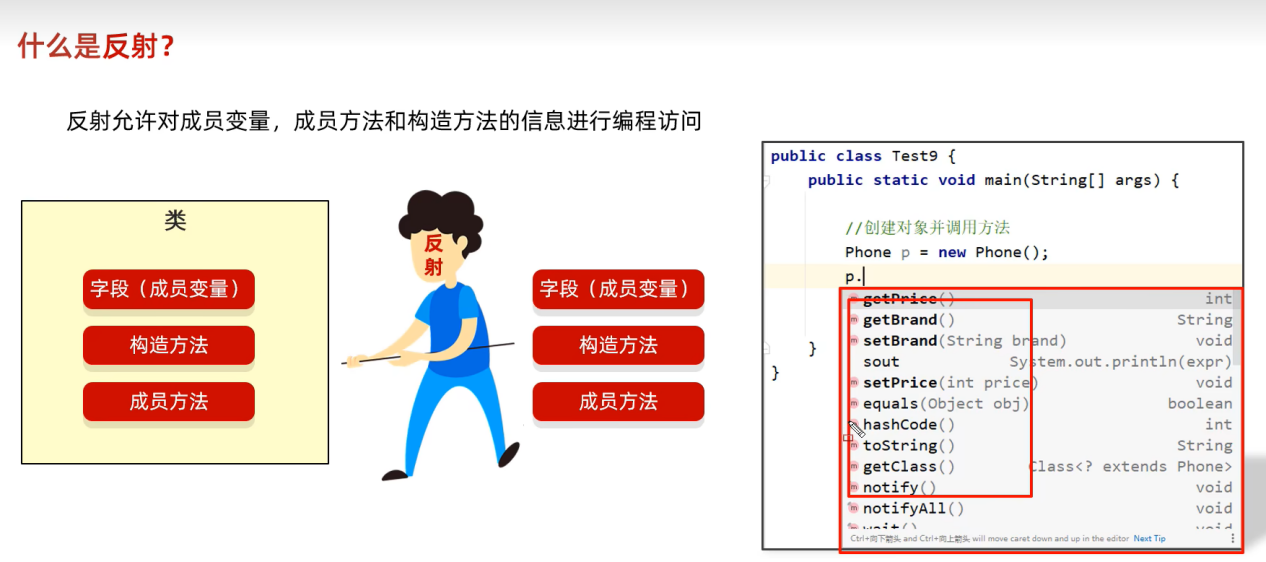 什么是反射?
反射允许对成员变量，成员方法和构造方法的信息进行编程访问
类
字段（成员变量）
构造方法
成员方法
反
射
字段（成员变量）
构造方法
成员方法
public class Test9 {
public static void main(String[] args) {
//创建对象并调用方法
Phone p = new Phone();
p.
getPrice() int
getBrand() String
setBrand(String brand) void
sout System.out.println(expr)
setPrice(int price) void
equals(Object obj) boolean
hashCode() int
toString() String
getClass() Class<? extends Phone>
notify() void
notifyAll() void
wait() void
Ctrl+向下箭头 and Ctrl+向上箭头 will move caret down and up in the editor Next Tip
}
}